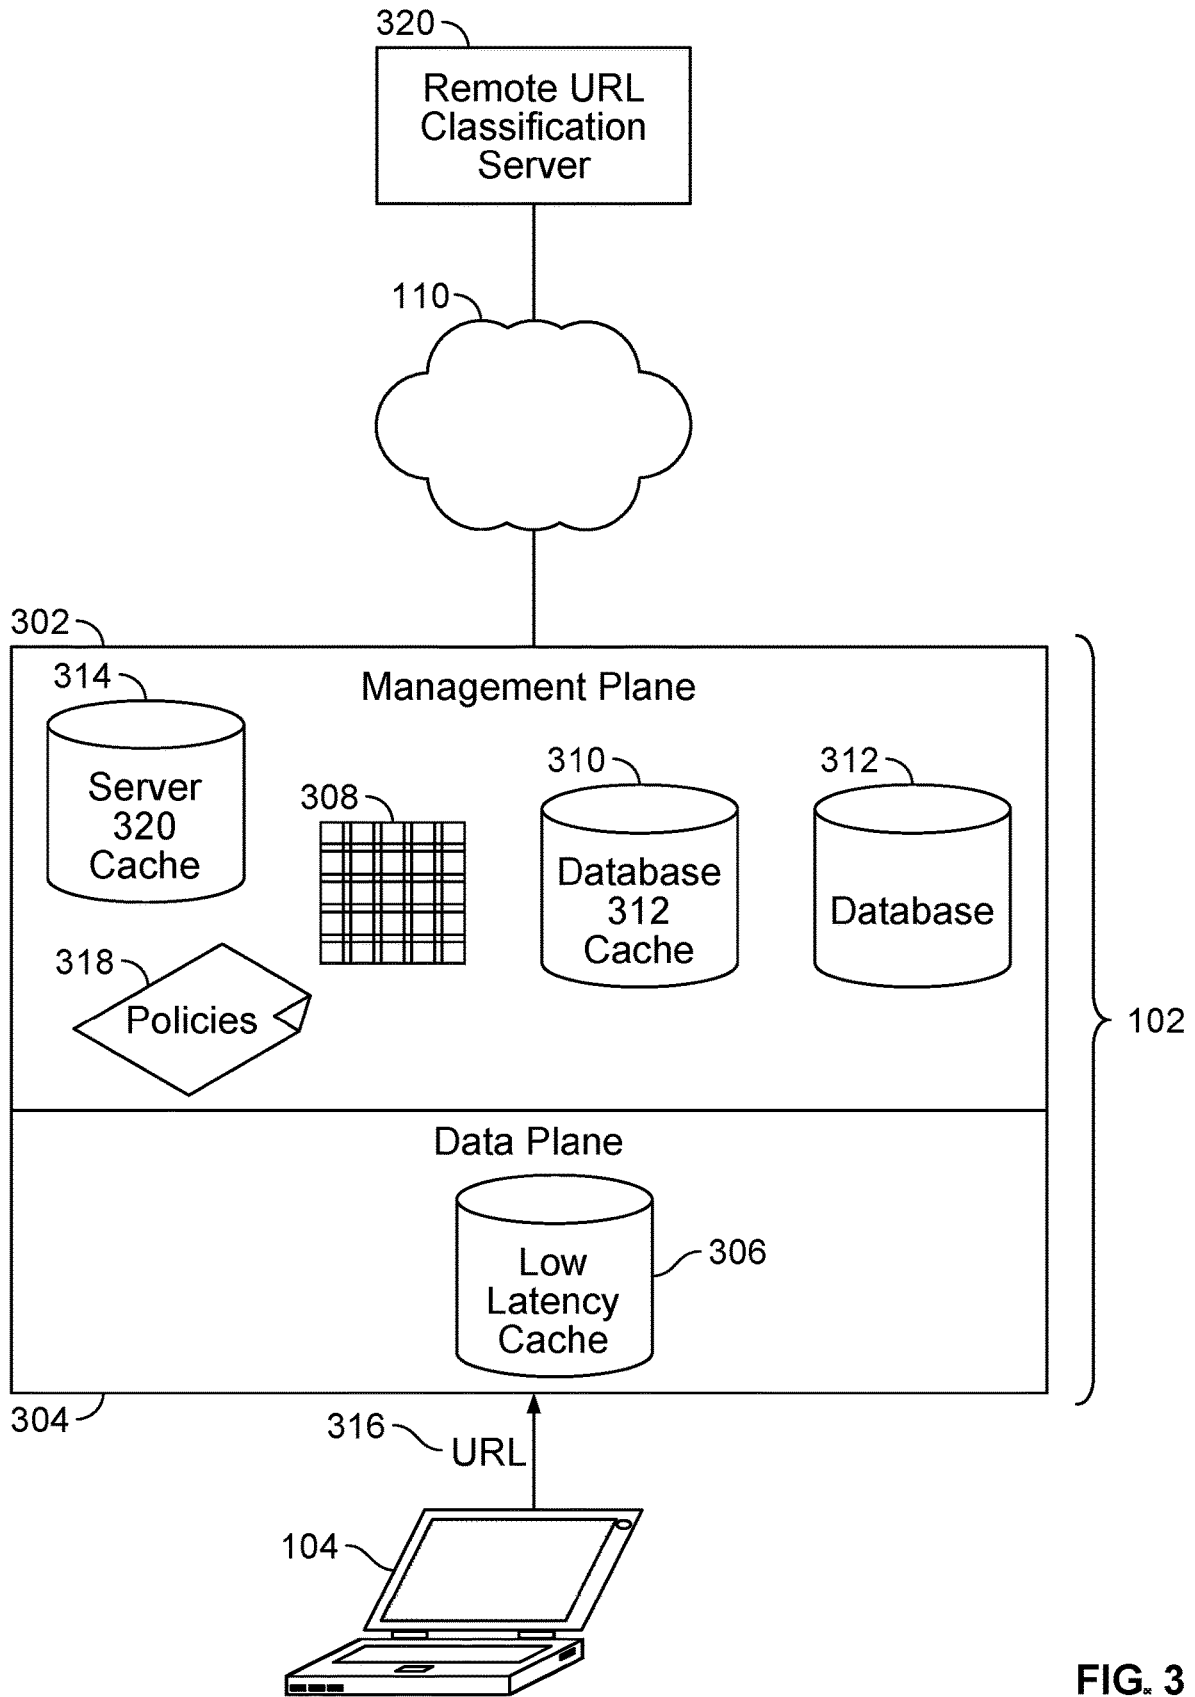 320
Remote URL
Classification
Server
110
302
314
Management Plane
Server
320
Cache
308
310
Database
312
Cache
312
Database
318
Policies
102
Data Plane
Low
Latency
Cache
306
304
316
URL
104
FIG. 3